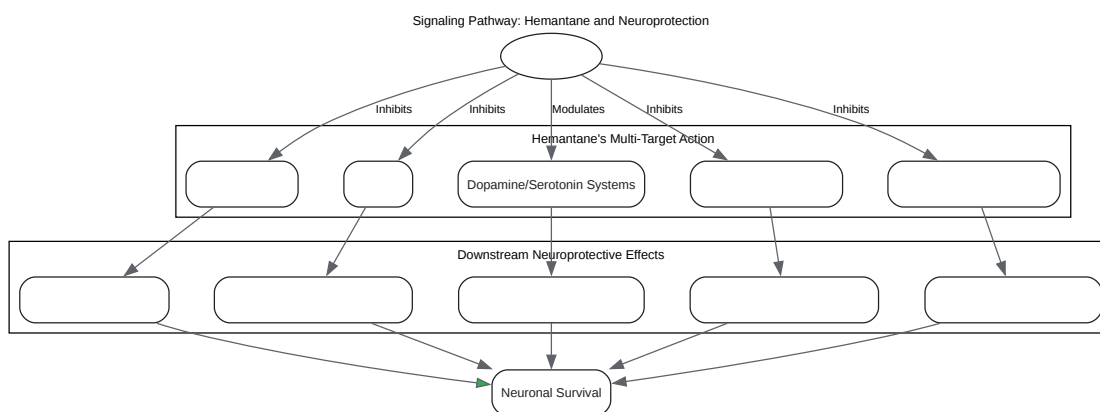 Signaling Pathway: Hemantane and Neuroprotection
Inhibits
Inhibits
Modulates
Inhibits
Inhibits
Hemantane's Multi-Target Action
Dopamine/Serotonin Systems
Downstream Neuroprotective Effects
Neuronal Survival